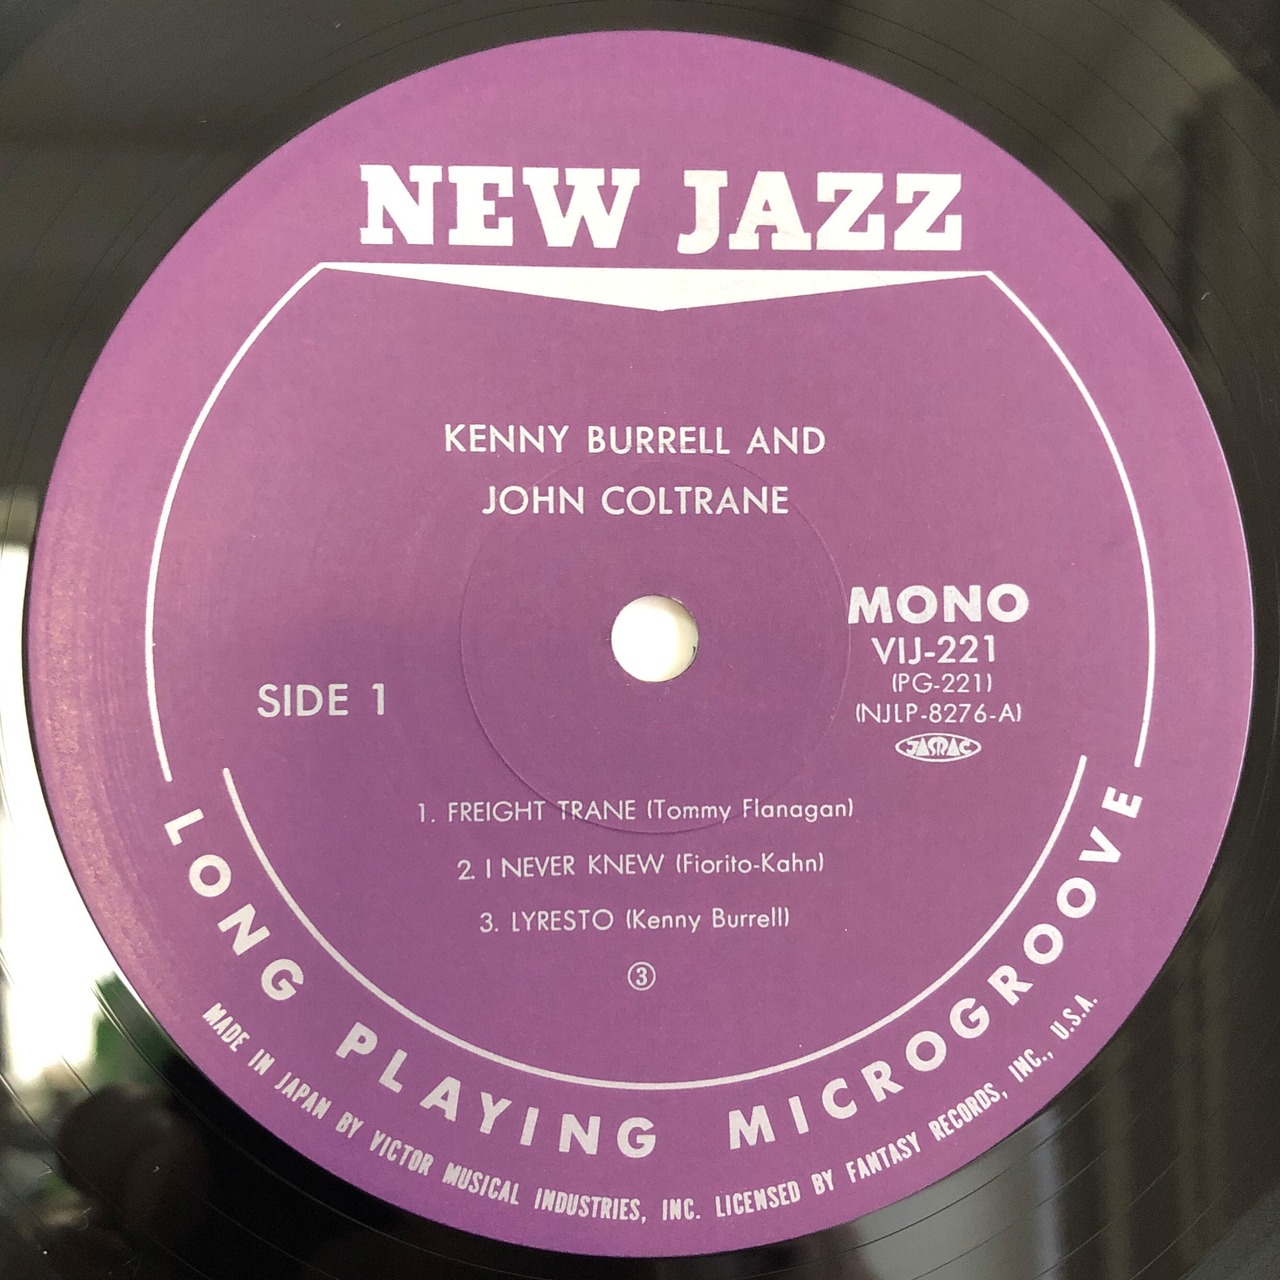 NEW JAZZ
KENNY BURRELL AND
JOHN COLTRANE
MONO
VIJ-221
(PG-221)
(NJLP-8276-A)
JASRAC
SIDE 1
1. FREIGHT TRANE (Tommy Flanagan)
2. I NEVER KNEW (Fiorito-Kahn)
3. LYRESTO (Kenny Burrell)
③
LONG PLAYING MICROGROOVE
MADE IN JAPAN BY VICTOR MUSICAL INDUSTRIES, INC. LICENSED BY FANTASY RECORDS, INC., U.S.A.